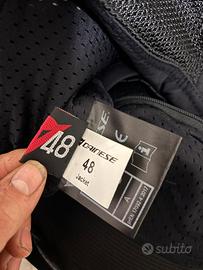 48
DAINESE
48
Jacket
A
subito